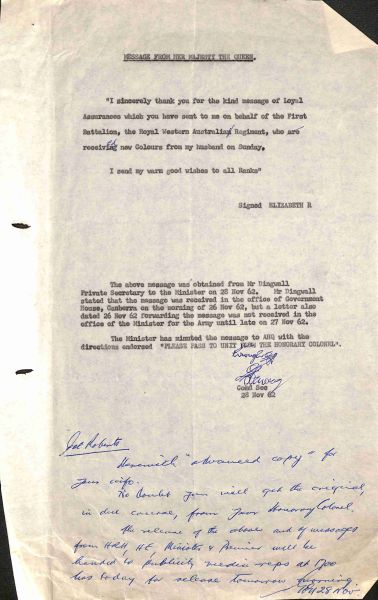 MESSAGE FROM HER MAJESTY THE QUEEN.
"I sincerely thank you for the kind message of Loyal
Assurances which you have sent to me on behalf of the First
Battalion, the Royal Western Australian Regiment, who are
receiving new Colours from my husband on Sunday.
I send my warm good wishes to all Ranks"
Signed ELIZABETH R
The above message was obtained from Mr Dingwall
Private Secretary to the Minister on 28 Nov 62. Mr Dingwall
stated that the message was received in the office of Government
House, Canberra on the morning of 26 Nov 62, but a letter also
dated 26 Nov 62 forwarding the message was not received in the
office of the Minister for the Army until late on 27 Nov 62.
The Minister has minuted the message to AHQ with the
directions endorsed "PLEASE PASS TO UNIT FROM THE HONORARY COLONEL".
Comd Sec
28 Nov 62
Col Roberts
Herewith "advanced copy" for
your info.
No doubt you will get the original,
in due course, from your Honorary Colonel.
The release of the above and of messages
from HRH, HE, Minister & Premier will be
handed to publicity media reps at 1700
hrs today for release tomorrow morning
28 Nov